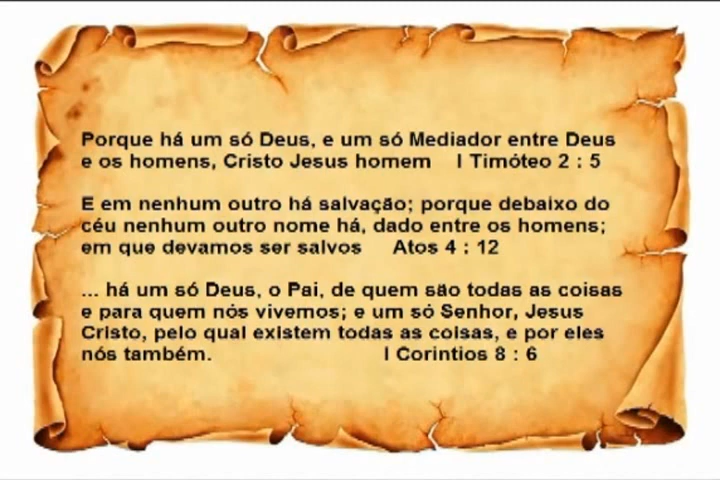 Porque há um só Deus, e um só Mediador entre Deus
e os homens, Cristo Jesus homem I Timóteo 2 : 5
E em nenhum outro há salvação; porque debaixo do
céu nenhum outro nome há, dado entre os homens;
em que devamos ser salvos Atos 4 : 12
... há um só Deus, o Pai, de quem são todas as coisas
e para quem nós vivemos; e um só Senhor, Jesus
Cristo, pelo qual existem todas as coisas, e por eles
nós também. I Corintios 8 : 6